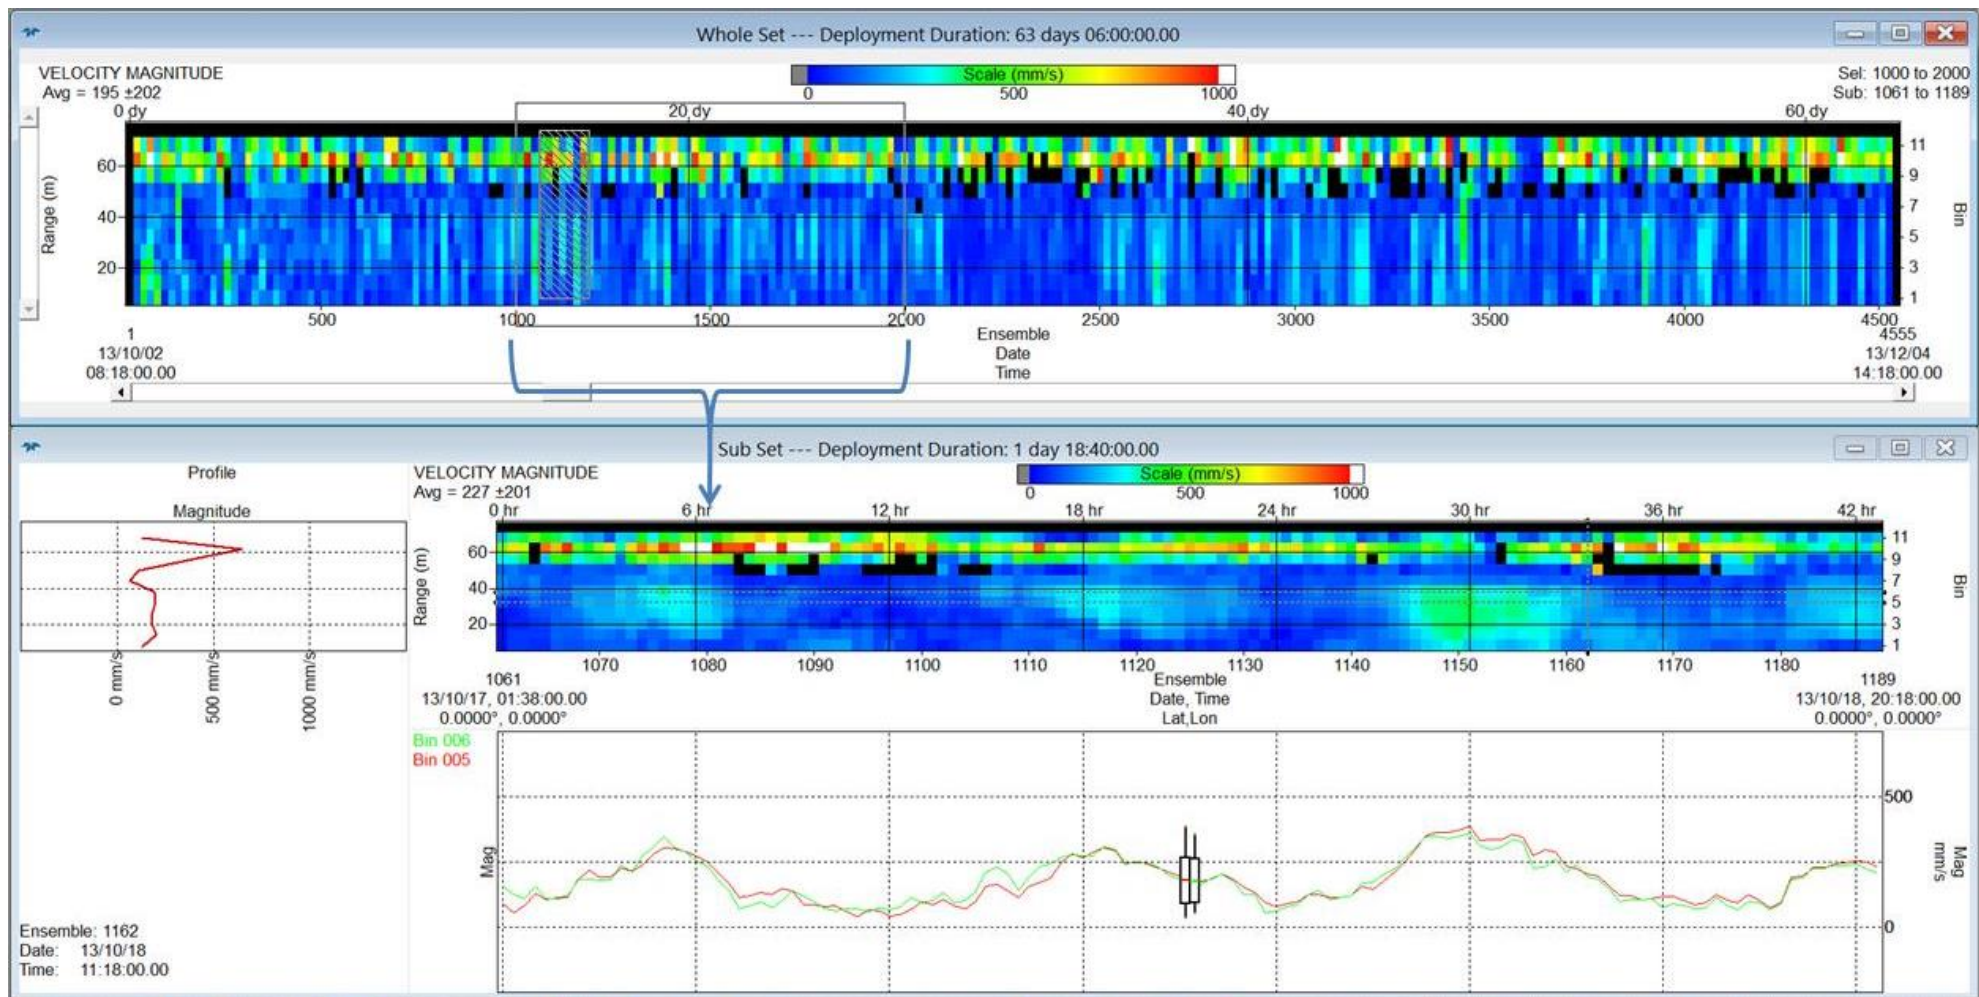 Whole Set --- Deployment Duration: 63 days 06:00:00.00
VELOCITY MAGNITUDE
Avg = 195 ±202
Scale (mm/s)
0 500 1000
Sel: 1000 to 2000
Sub: 1061 to 1189
0 dy 20 dy 40 dy 60 dy
Range (m)
60
40
20
11
9
7
5
3
1
Bin
500 1000 1500 2000 2500 3000 3500 4000 4500
1 Ensemble 4555
13/10/02 Date 13/12/04
08:18:00.00 Time 14:18:00.00
Sub Set --- Deployment Duration: 1 day 18:40:00.00
Profile
Magnitude
0 mm/s 500 mm/s 1000 mm/s
VELOCITY MAGNITUDE
Avg = 227 ±201
Scale (mm/s)
0 500 1000
0 hr 6 hr 12 hr 18 hr 24 hr 30 hr 36 hr 42 hr
Range (m)
60
40
20
11
9
7
5
3
1
Bin
1070 1080 1090 1100 1110 1120 1130 1140 1150 1160 1170 1180
1061 Ensemble 1189
13/10/17, 01:38:00.00 Date, Time 13/10/18, 20:18:00.00
0.0000°, 0.0000° Lat,Lon 0.0000°, 0.0000°
Bin 006
Bin 005
Mag
500
0
Mag
mm/s
Ensemble: 1162
Date: 13/10/18
Time: 11:18:00.00